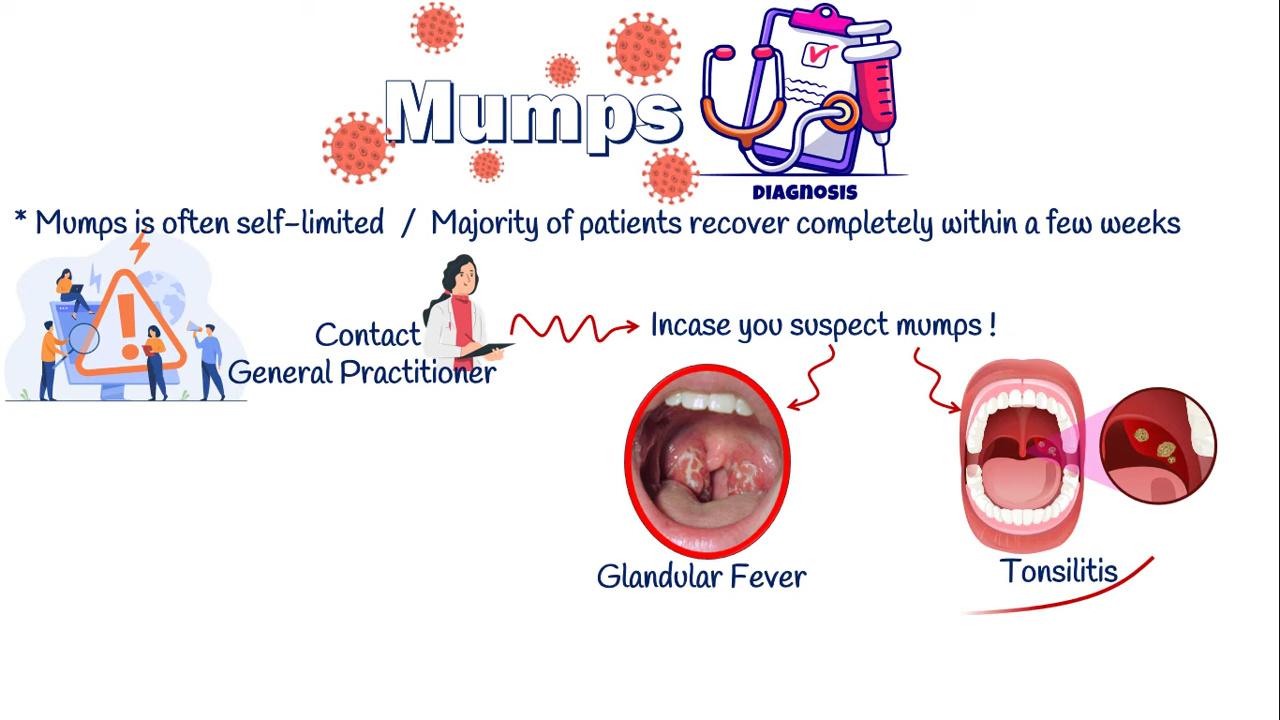 Mumps
DIAGNOSIS
* Mumps is often self-limited / Majority of patients recover completely within a few weeks
Contact
General Practitioner
Incase you suspect mumps !
Glandular Fever
Tonsilitis